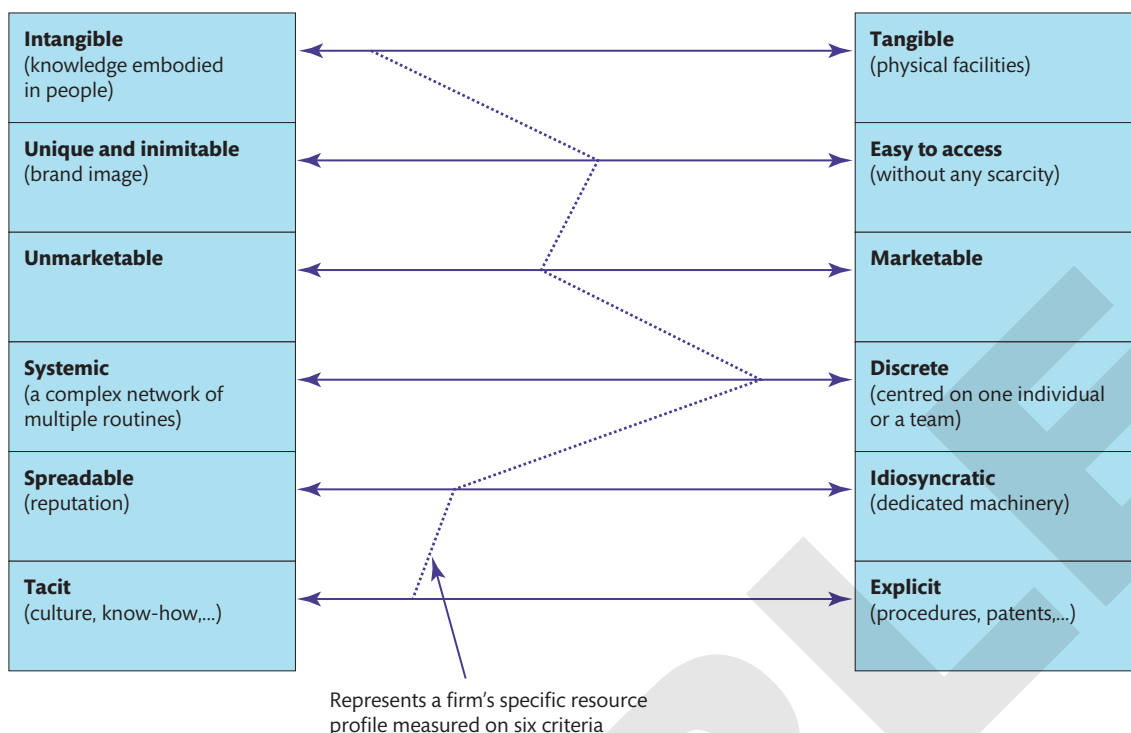 Intangible
(knowledge embodied
in people)
Tangible
(physical facilities)
Unique and inimitable
(brand image)
Easy to access
(without any scarcity)
Unmarketable
Marketable
Systemic
(a complex network of
multiple routines)
Discrete
(centred on one individual
or a team)
Spreadable
(reputation)
Idiosyncratic
(dedicated machinery)
Tacit
(culture, know-how,...)
Explicit
(procedures, patents,...)
Represents a firm's specific resource
profile measured on six criteria